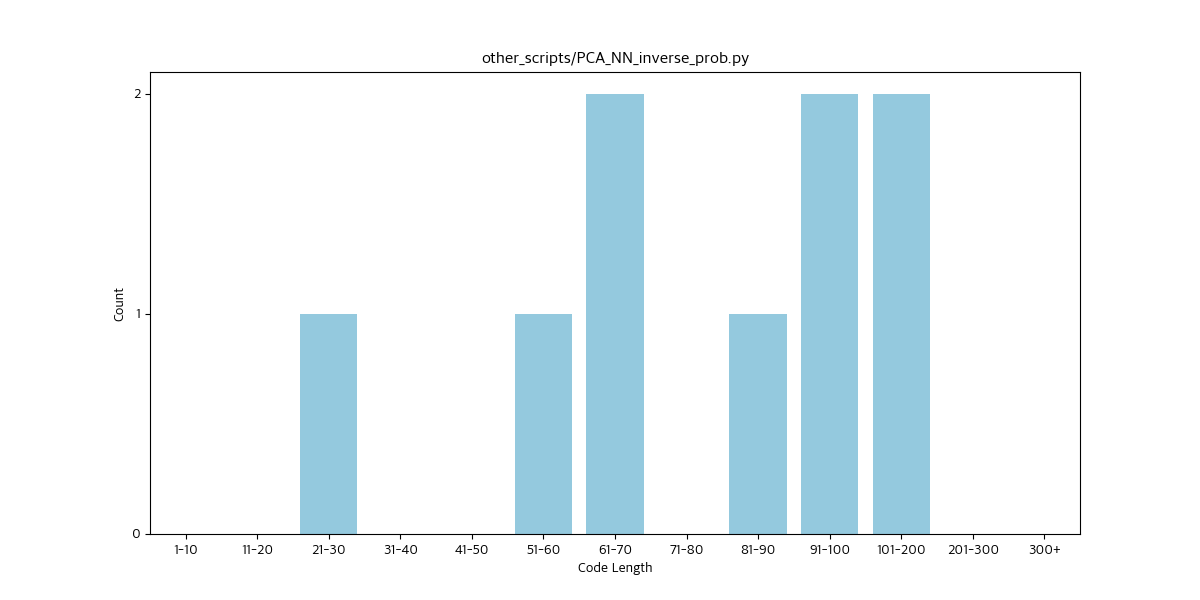 other_scripts/PCA_NN_inverse_prob.py
2
1
0
Count
1-10 11-20 21-30 31-40 41-50 51-60 61-70 71-80 81-90 91-100 101-200 201-300 300+
Code Length